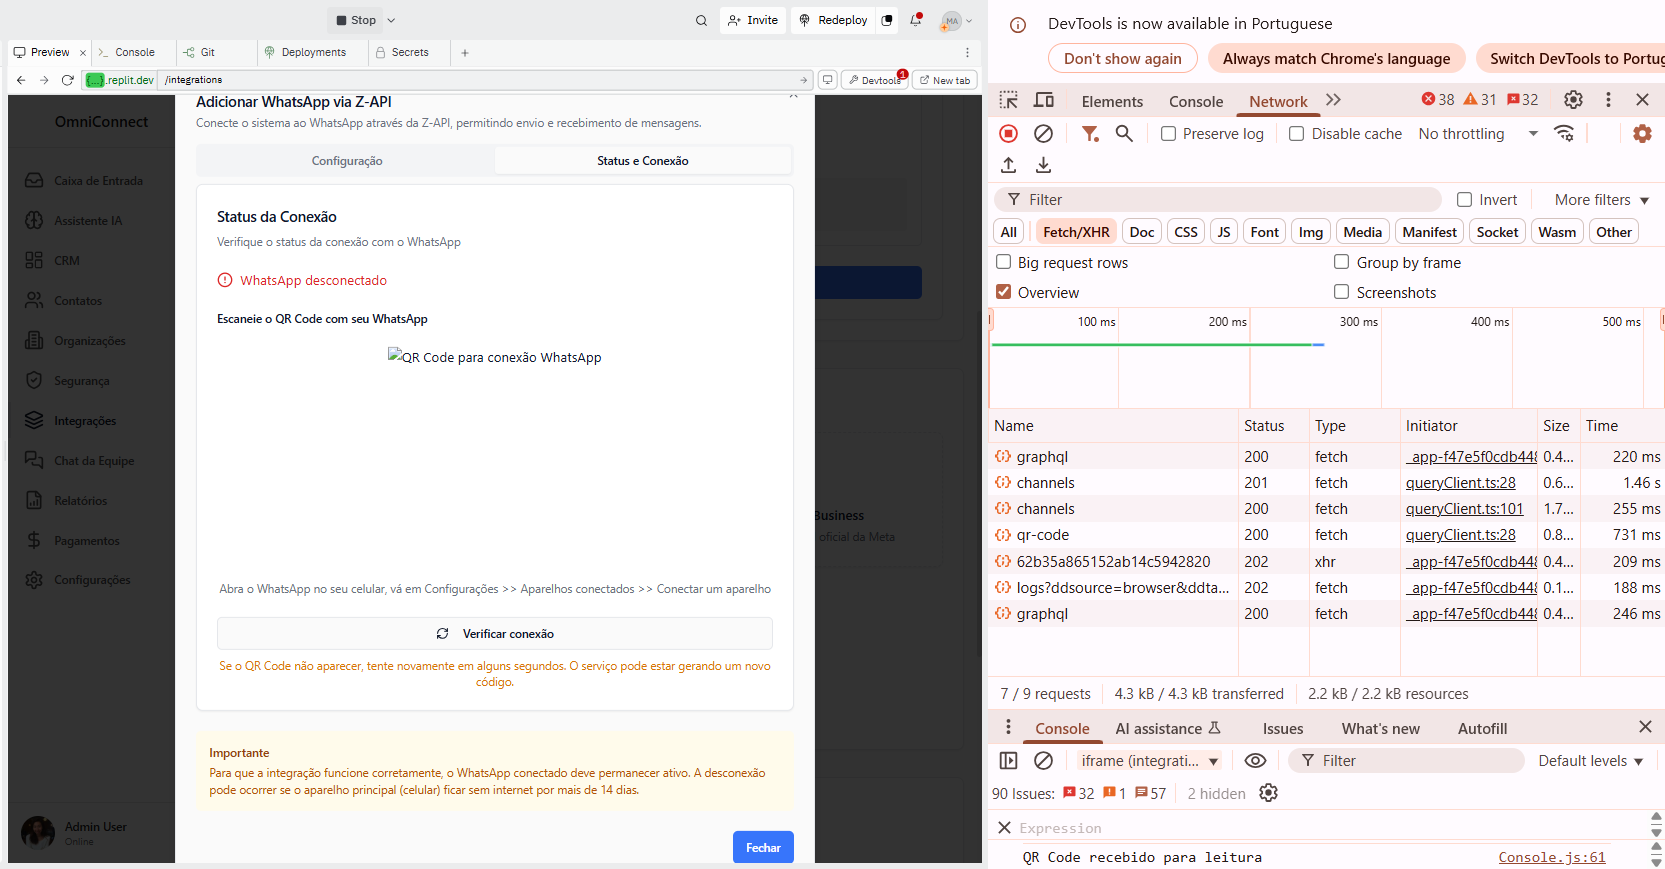 Stop
Invite
Redeploy
MA
Preview
Console
Git
Deployments
Secrets
{...}.replit.dev
/integrations
Devtools
1
New tab
OmniConnect
Caixa de Entrada
Assistente IA
CRM
Contatos
Organizações
Segurança
Integrações
Chat da Equipe
Relatórios
Pagamentos
Configurações
Admin User
Online
Adicionar WhatsApp via Z-API
Conecte o sistema ao WhatsApp através da Z-API, permitindo envio e recebimento de mensagens.
Configuração
Status e Conexão
Status da Conexão
Verifique o status da conexão com o WhatsApp
WhatsApp desconectado
Escaneie o QR Code com seu WhatsApp
QR Code para conexão WhatsApp
Abra o WhatsApp no seu celular, vá em Configurações >> Aparelhos conectados >> Conectar um aparelho
Verificar conexão
Se o QR Code não aparecer, tente novamente em alguns segundos. O serviço pode estar gerando um novo
código.
Importante
Para que a integração funcione corretamente, o WhatsApp conectado deve permanecer ativo. A desconexão
pode ocorrer se o aparelho principal (celular) ficar sem internet por mais de 14 dias.
Fechar
Business
oficial da Meta
DevTools is now available in Portuguese
Don't show again
Always match Chrome's language
Switch DevTools to Portug
Elements
Console
Network
38
31
32
Preserve log
Disable cache
No throttling
Filter
Invert
More filters
All
Fetch/XHR
Doc
CSS
JS
Font
Img
Media
Manifest
Socket
Wasm
Other
Big request rows
Group by frame
Overview
Screenshots
100 ms
200 ms
300 ms
400 ms
500 ms
Name Status Type Initiator Size Time
graphql 200 fetch _app-f47e5f0cdb448 0.4... 220 ms
channels 201 fetch queryClient.ts:28 0.6... 1.46 s
channels 200 fetch queryClient.ts:101 1.7... 255 ms
qr-code 200 fetch queryClient.ts:28 0.8... 731 ms
62b35a865152ab14c5942820 202 xhr _app-f47e5f0cdb448 0.4... 209 ms
logs?ddsource=browser&ddta... 202 fetch _app-f47e5f0cdb448 0.1... 188 ms
graphql 200 fetch _app-f47e5f0cdb448 0.4... 246 ms
7 / 9 requests
4.3 kB / 4.3 kB transferred
2.2 kB / 2.2 kB resources
Console
AI assistance
Issues
What's new
Autofill
iframe (integrati...
Filter
Default levels
90 Issues:
32
1
57
2 hidden
Expression
QR Code recebido para leitura
Console.js:61